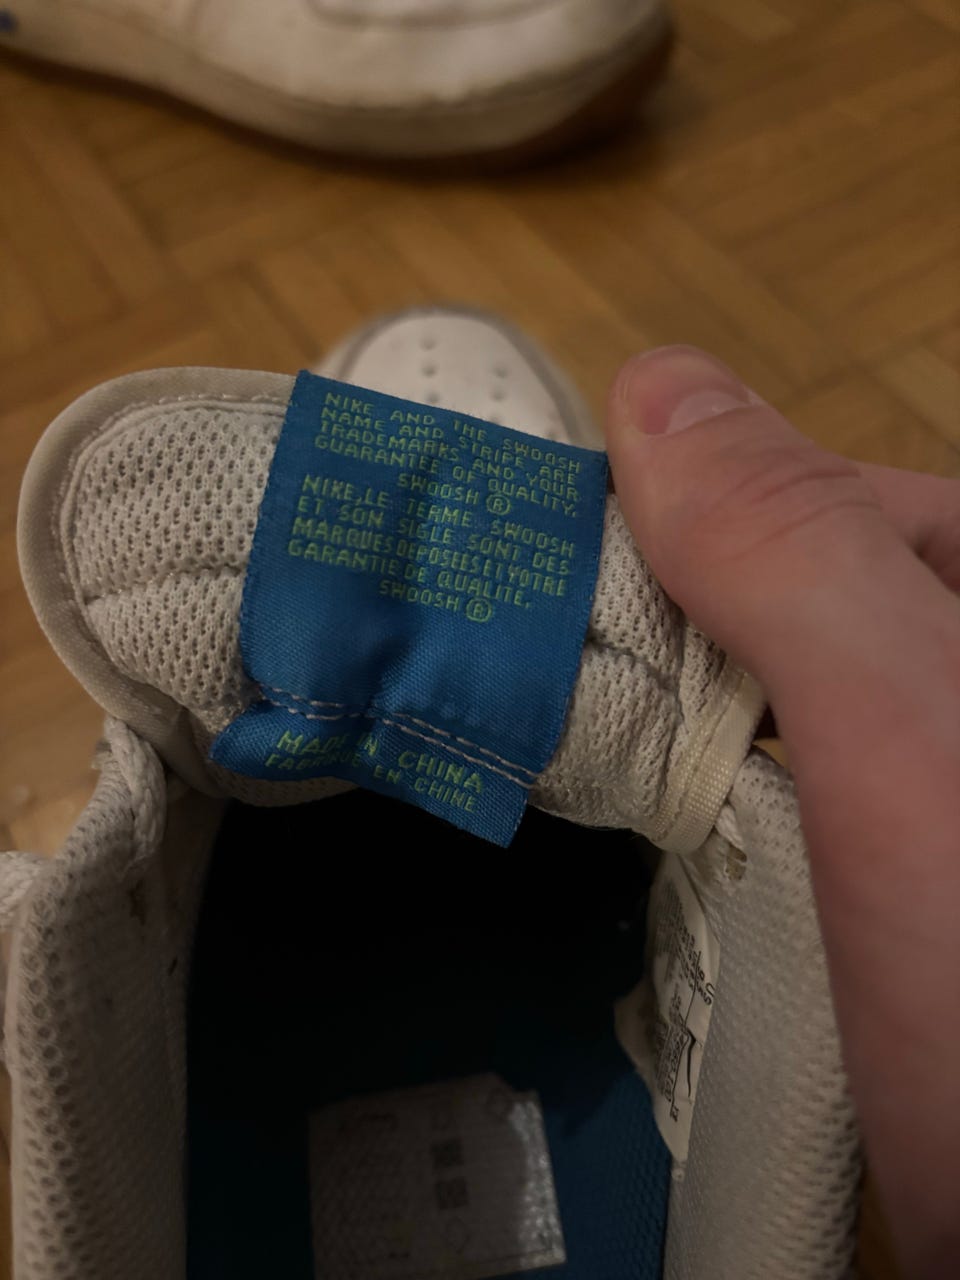 NIKE AND THE SWOOSH
NAME AND STRIPE ARE
TRADEMARKS AND YOUR
GUARANTEE OF QUALITY.
SWOOSH ®
NIKE, LE TERME SWOOSH
ET SON SIGLE SONT DES
MARQUES DEPOSEES ET VOTRE
GARANTIE DE QUALITE.
SWOOSH ®
MADE IN CHINA
FABRIQUE EN CHINE